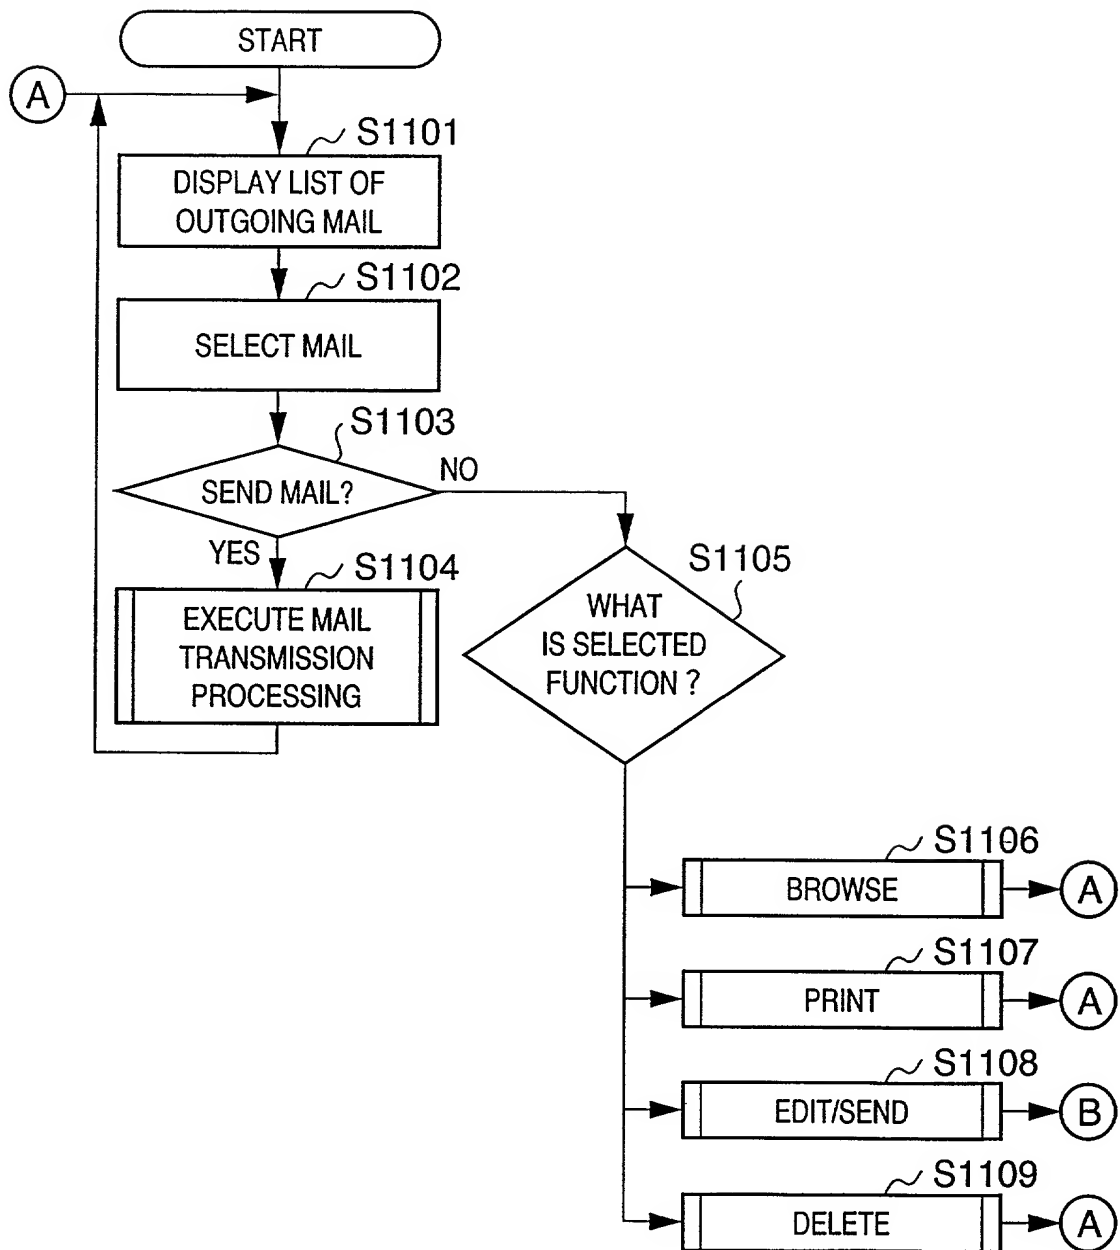 START
A
S1101
DISPLAY LIST OF
OUTGOING MAIL
S1102
SELECT MAIL
S1103
SEND MAIL?
NO
YES
S1104
EXECUTE MAIL
TRANSMISSION
PROCESSING
S1105
WHAT
IS SELECTED
FUNCTION ?
S1106
BROWSE
A
S1107
PRINT
A
S1108
EDIT/SEND
B
S1109
DELETE
A